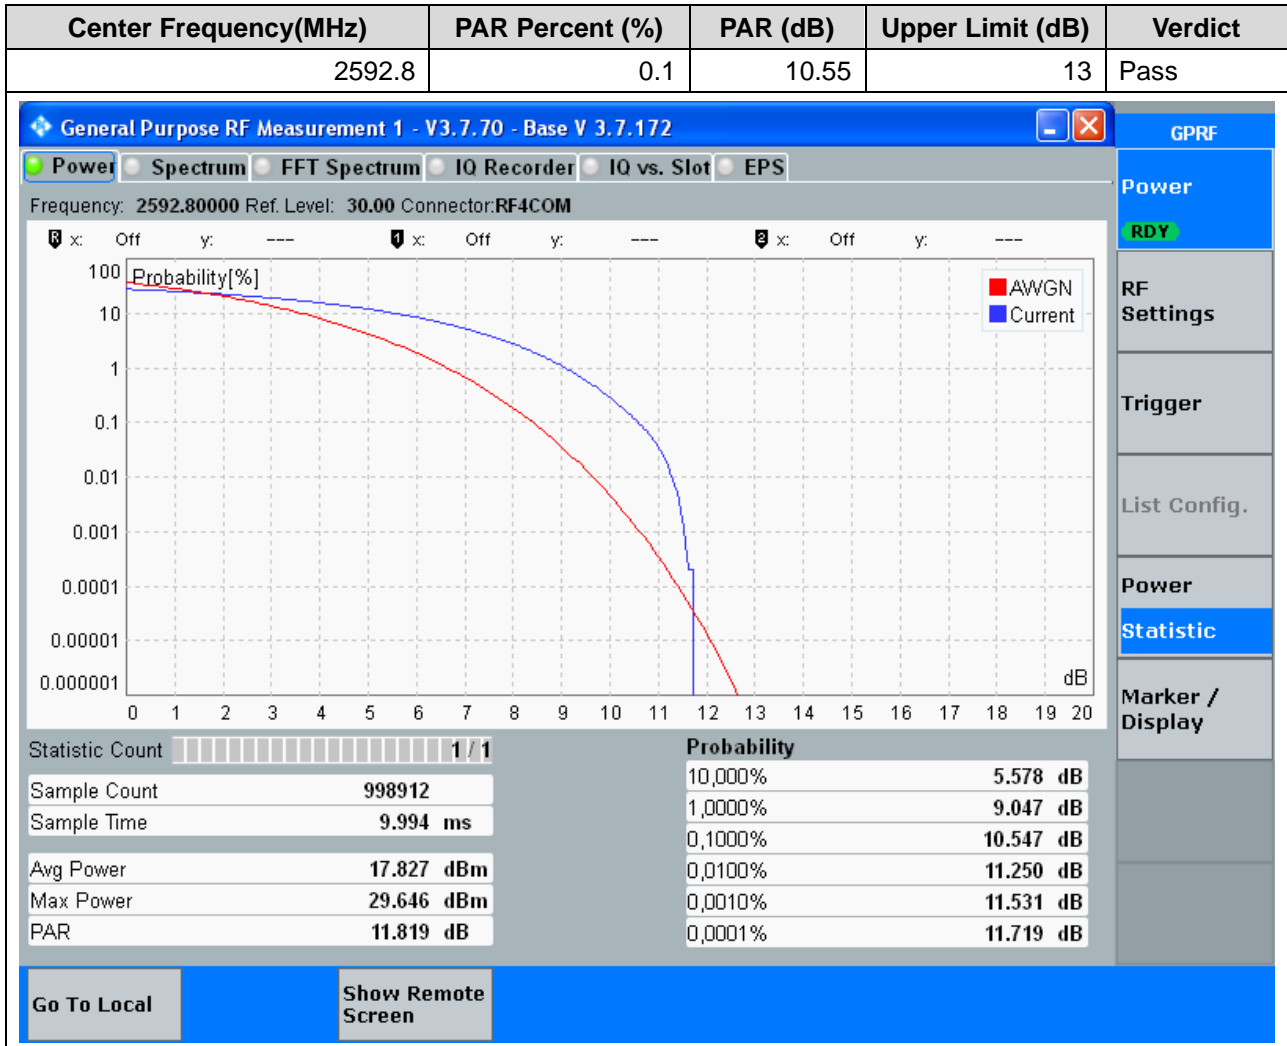 Center Frequency(MHz) PAR Percent (%) PAR (dB) Upper Limit (dB) Verdict
2592.8 0.1 10.55 13 Pass
General Purpose RF Measurement 1 - V3.7.70 - Base V 3.7.172
GPRF
Power Spectrum FFT Spectrum IQ Recorder IQ vs. Slot EPS
Frequency: 2592.80000 Ref. Level: 30.00 Connector:RF4COM
R x: Off y: --- 1 x: Off y: --- 2 x: Off y: ---
Probability[%]
100
10
1
0.1
0.01
0.001
0.0001
0.00001
0.000001
AWGN
Current
dB
0 1 2 3 4 5 6 7 8 9 10 11 12 13 14 15 16 17 18 19 20
Statistic Count 1 / 1
Sample Count 998912
Sample Time 9.994 ms
Avg Power 17.827 dBm
Max Power 29.646 dBm
PAR 11.819 dB
Probability
10,000% 5.578 dB
1,0000% 9.047 dB
0,1000% 10.547 dB
0,0100% 11.250 dB
0,0010% 11.531 dB
0,0001% 11.719 dB
Power
RDY
RF
Settings
Trigger
List Config.
Power
Statistic
Marker /
Display
Go To Local
Show Remote
Screen